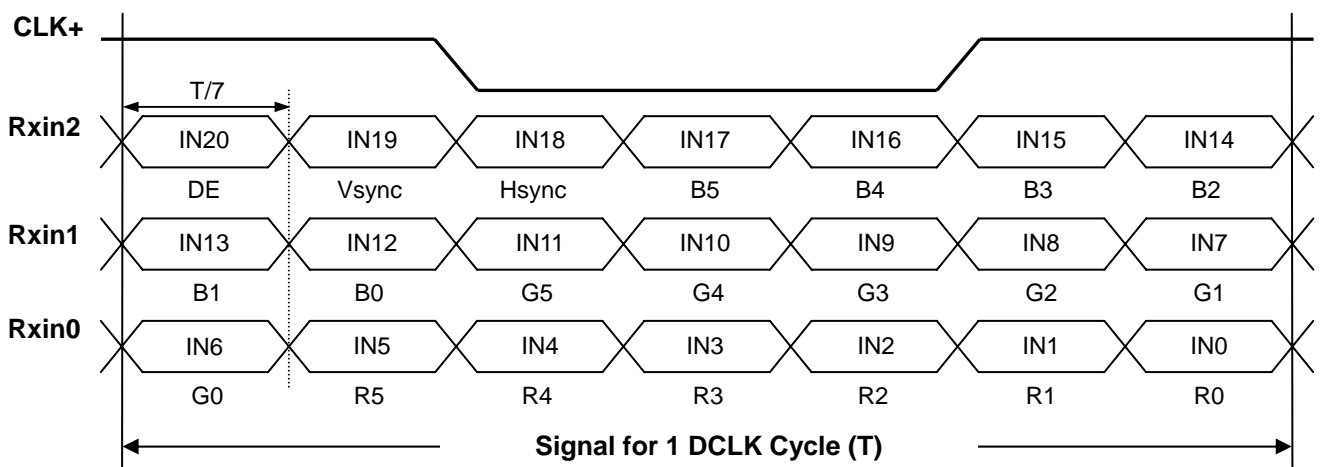 CLK+
T/7
Rxin2 IN20 IN19 IN18 IN17 IN16 IN15 IN14
DE Vsync Hsync B5 B4 B3 B2
Rxin1 IN13 IN12 IN11 IN10 IN9 IN8 IN7
B1 B0 G5 G4 G3 G2 G1
Rxin0 IN6 IN5 IN4 IN3 IN2 IN1 IN0
G0 R5 R4 R3 R2 R1 R0
Signal for 1 DCLK Cycle (T)